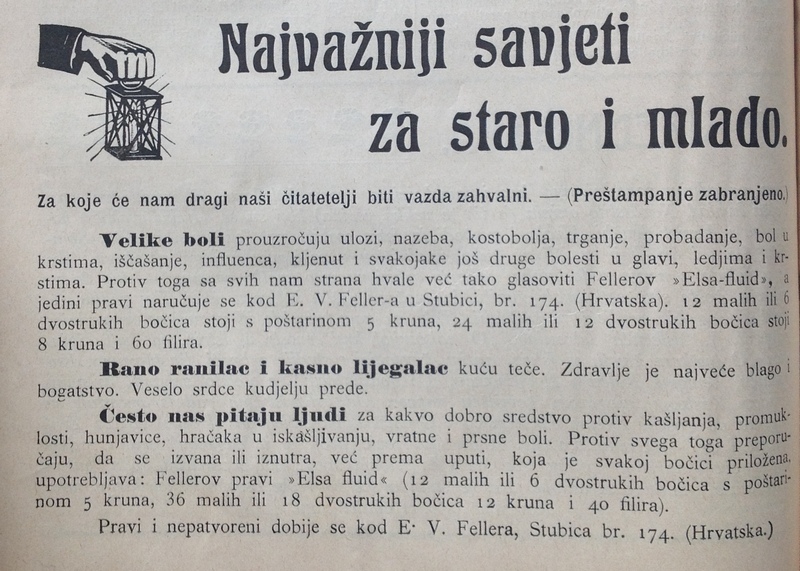 Najvažniji savjeti
za staro i mlado.
Za koje će nam dragi naši čitatetelji biti vazda zahvalni. — (Preštampanje zabranjeno.)
Velike boli prouzročuju ulozi, nazeba, kostobolja, trganje, probadanje, bol u
krstima, iščašanje, influenca, kljenut i svakojake još druge bolesti u glavi, ledjima i kr-
stima. Protiv toga sa svih nam strana hvale već tako glasoviti Fellerov »Elsa-fluid», a
jedini pravi naručuje se kod E. V. Feller-a u Stubici, br. 174. (Hrvatska). 12 malih ili 6
dvostrukih bočica stoji s poštarinom 5 kruna, 24 malih ili 12 dvostrukih bočica stoji
8 kruna i 60 filira.
Rano ranilac i kasno lijegalac kuću teče. Zdravlje je najveće blago i
bogatstvo. Veselo srdce kudjelju prede.
Često nas pitaju ljudi za kakvo dobro sredstvo protiv kašljanja, promuk-
losti, hunjavice, hračaka u iskašljivanju, vratne i prsne boli. Protiv svega toga preporu-
čaju, da se izvana ili iznutra, već prema uputi, koja je svakoj bočici priložena,
upotrebljava: Fellerov pravi »Elsa fluid« (12 malih ili 6 dvostrukih bočica s poštari-
nom 5 kruna, 36 malih ili 18 dvostrukih bočica 12 kruna i 40 filira).
Pravi i nepatvoreni dobije se kod E· V. Fellera, Stubica br. 174. (Hrvatska.)